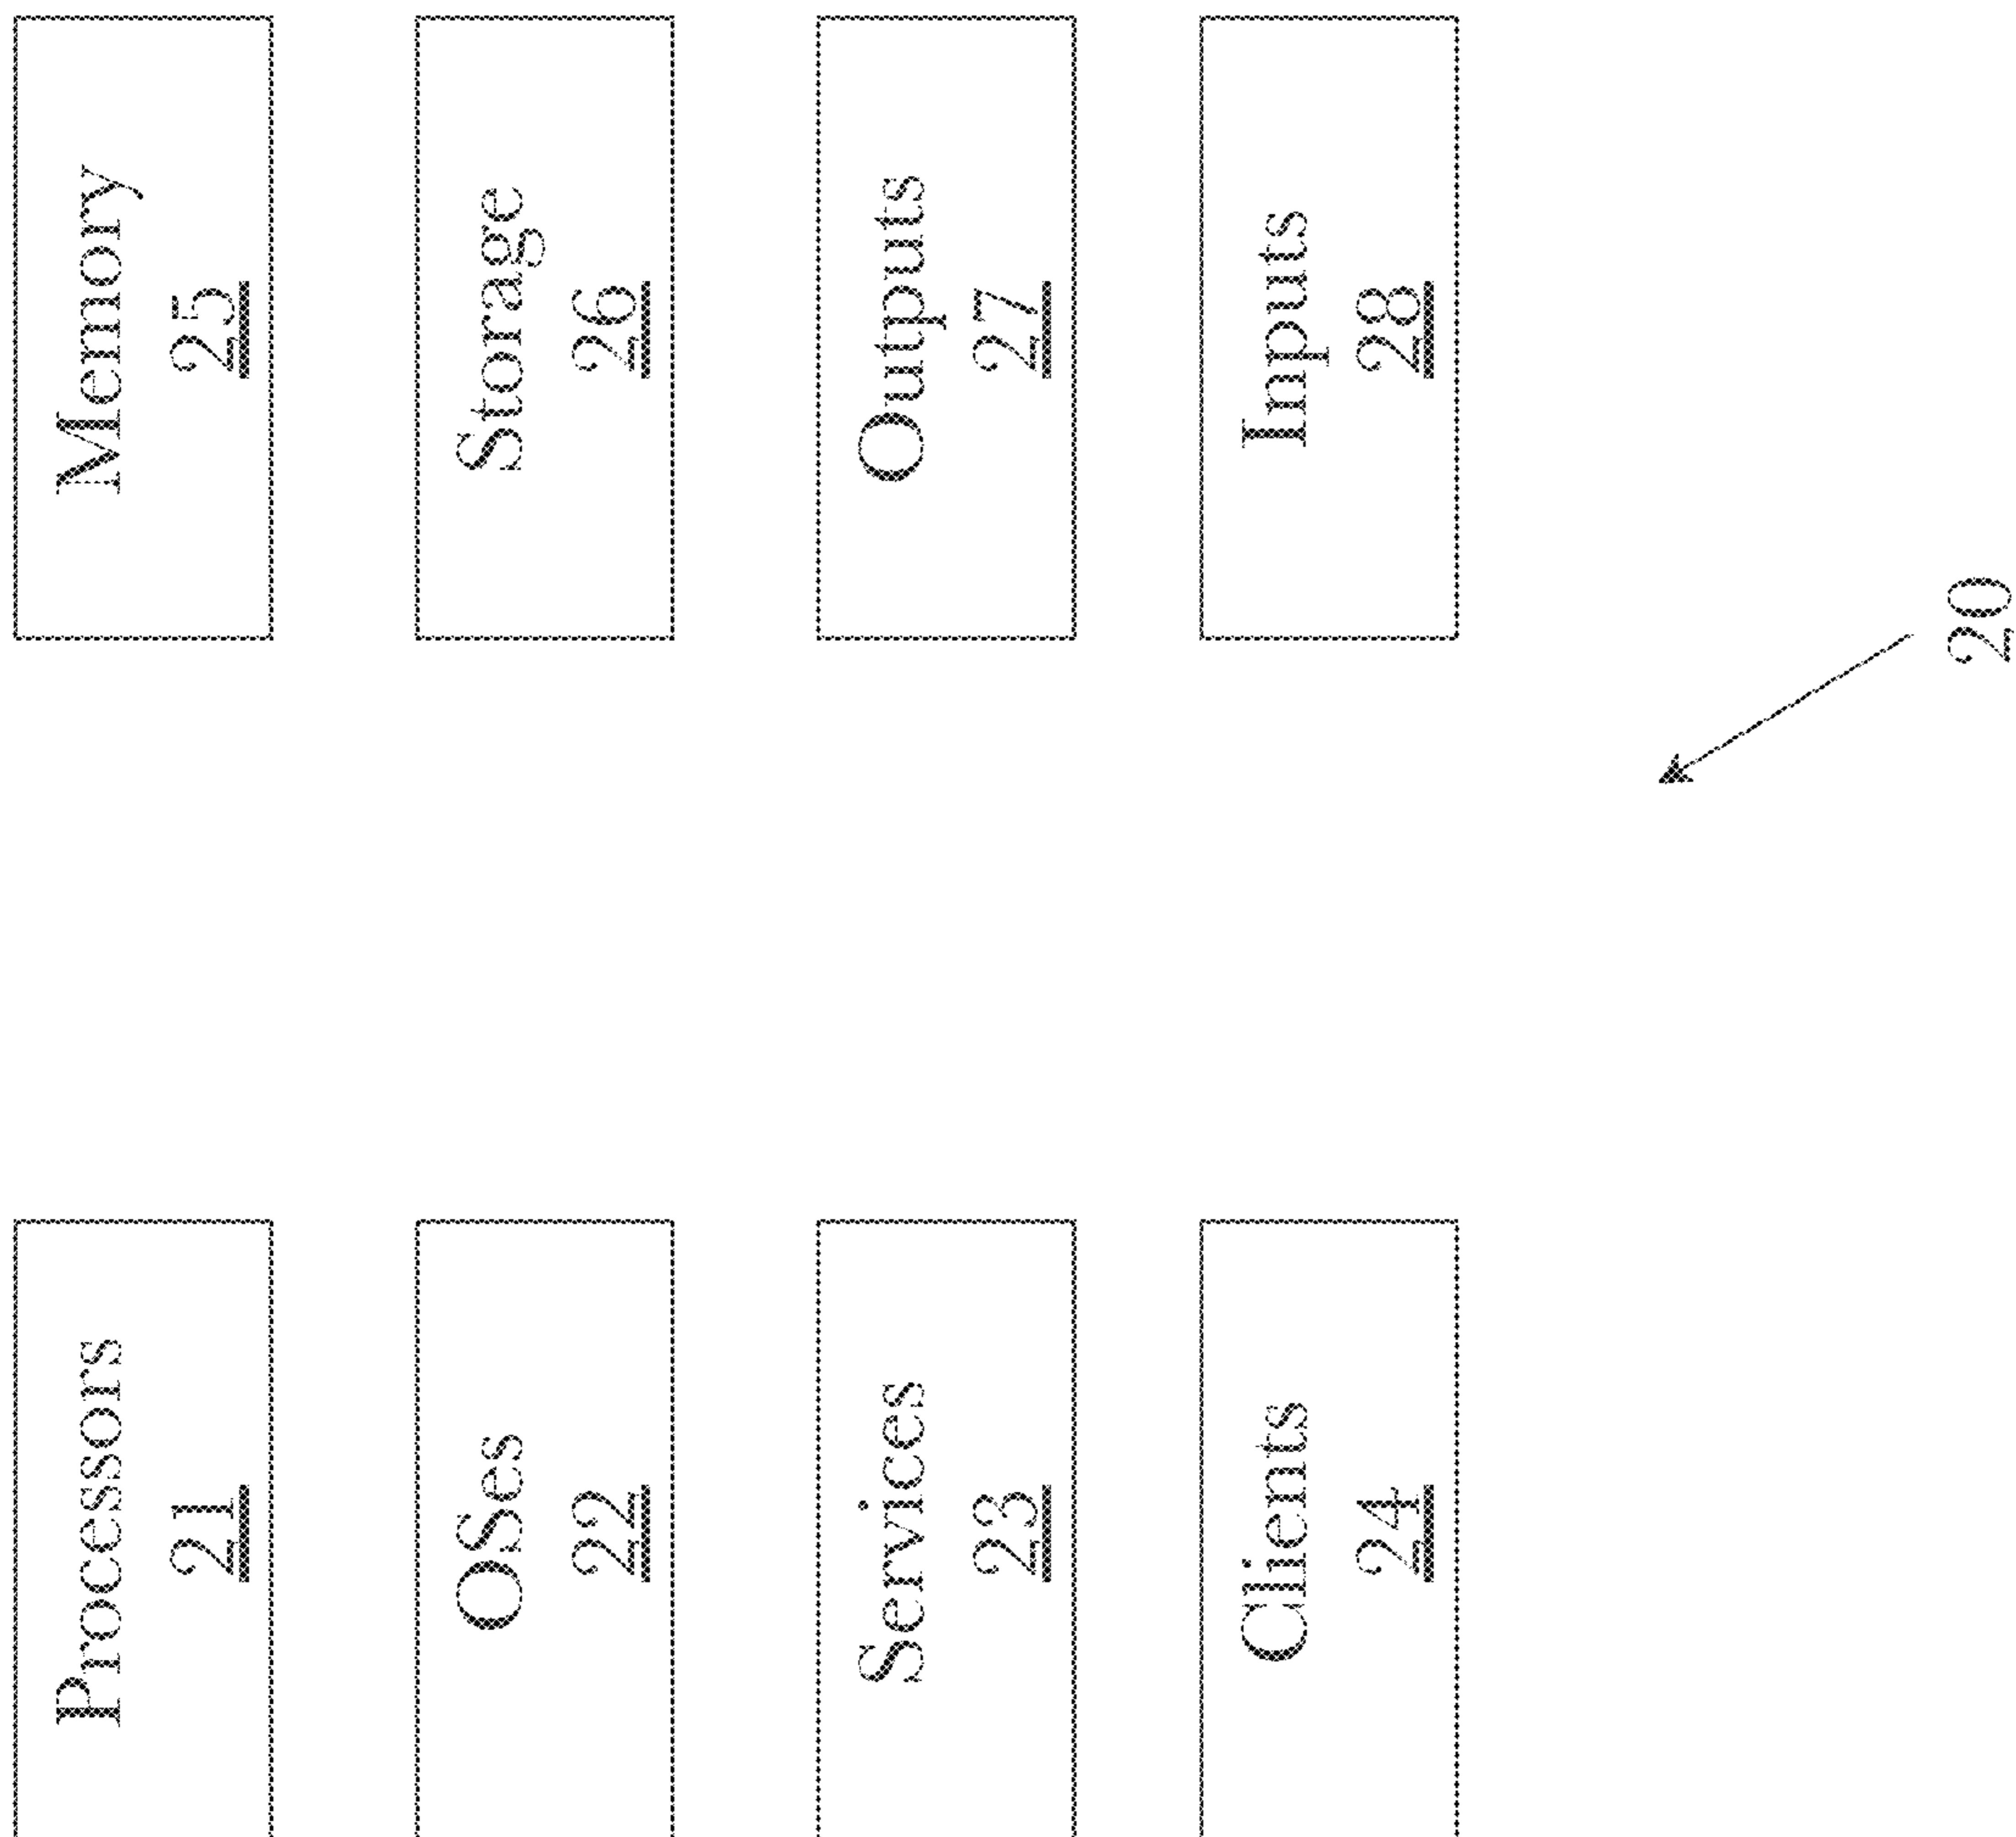 Processors
21
OSes
22
Services
23
Clients
24
Memory
25
Storage
26
Outputs
27
Inputs
28
20